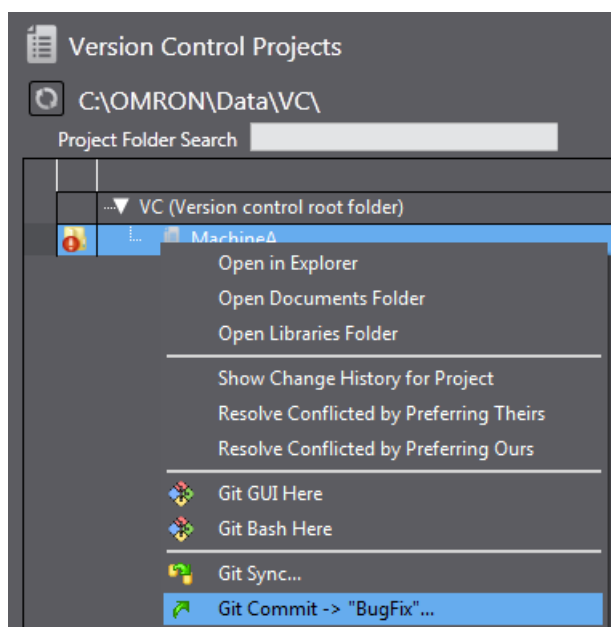 Version Control Projects
C:\OMRON\Data\VC\
Project Folder Search
VC (Version control root folder)
MachineA
Open in Explorer
Open Documents Folder
Open Libraries Folder
Show Change History for Project
Resolve Conflicted by Preferring Theirs
Resolve Conflicted by Preferring Ours
Git GUI Here
Git Bash Here
Git Sync...
Git Commit -> "BugFix"...